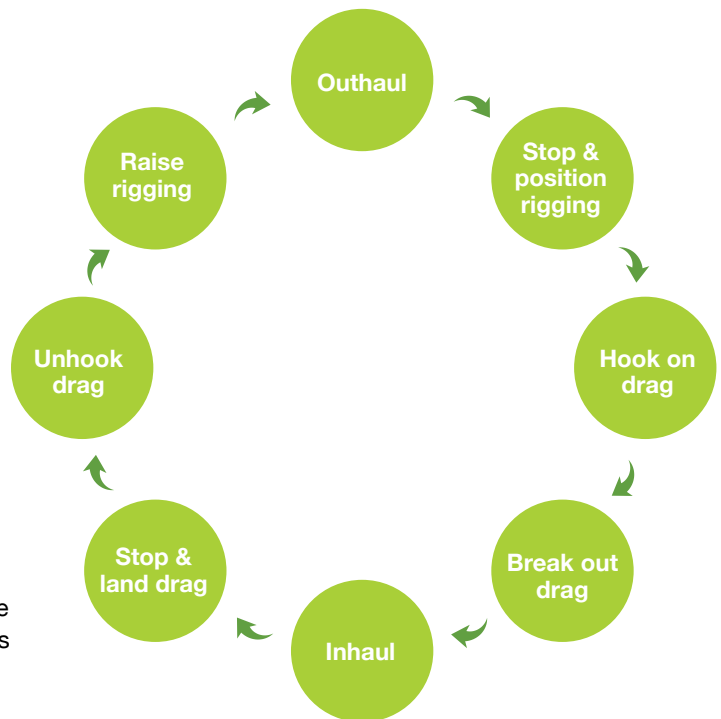 Outhaul
Stop &
position
rigging
Hook on
drag
Break out
drag
Inhaul
Stop &
land drag
Unhook
drag
Raise
rigging
e
s